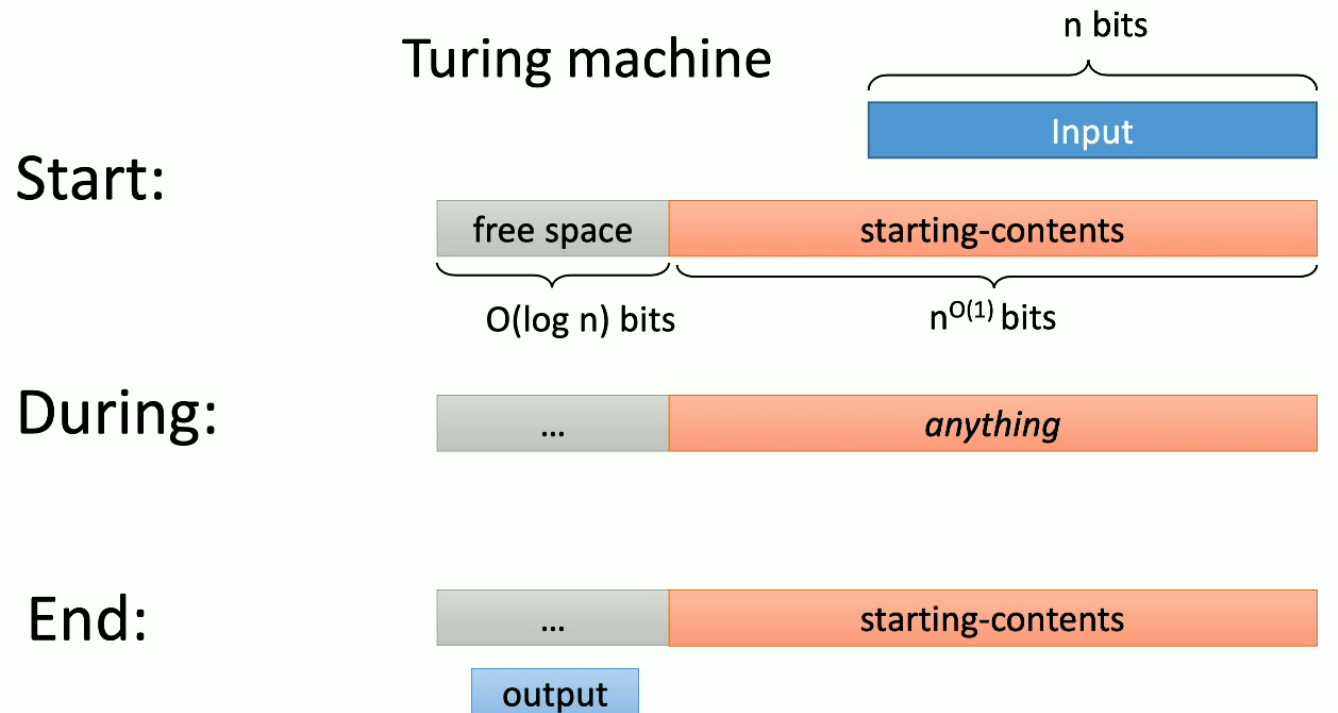 Turing machine
n bits
Input
Start:
free space
starting-contents
O(log n) bits
n^O(1) bits
During:
...
anything
End:
...
starting-contents
output